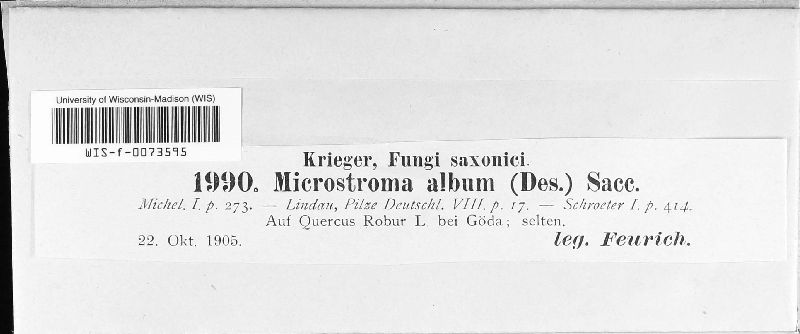 University of Wisconsin-Madison (WIS)
WIS-f-0073595
Krieger, Fungi saxonici.
1990. Microstroma album (Des.) Sacc.
Michel. I. p. 273. — Lindau, Pilze Deutschl. VIII. p. 17. — Schroeter I. p. 414.
Auf Quercus Robur L. bei Göda; selten.
22. Okt. 1905. leg. Feurich.